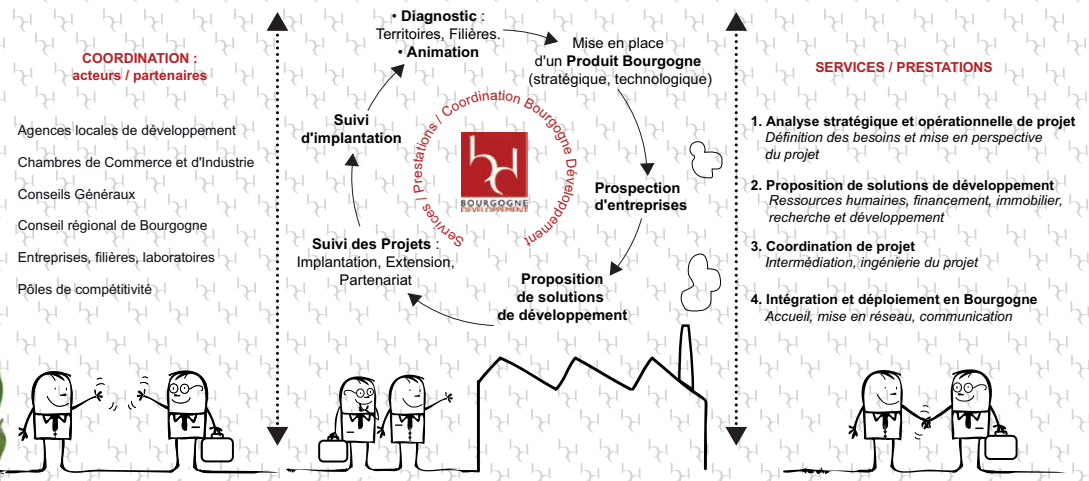 COORDINATION :
acteurs / partenaires
Agences locales de développement
Chambres de Commerce et d'Industrie
Conseils Généraux
Conseil régional de Bourgogne
Entreprises, filières, laboratoires
Pôles de compétitivité
• Diagnostic :
Territoires, Filières.
• Animation
Mise en place
d'un Produit Bourgogne
(stratégique, technologique)
Prospection
d'entreprises
Proposition
de solutions
de développement
Suivi des Projets :
Implantation, Extension,
Partenariat
Suivi
d'implantation
Services / Prestations / Coordination Bourgogne Développement
bd
BOURGOGNE
DÉVELOPPEMENT
SERVICES / PRESTATIONS
1. Analyse stratégique et opérationnelle de projet
Définition des besoins et mise en perspective
du projet
2. Proposition de solutions de développement
Ressources humaines, financement, immobilier,
recherche et développement
3. Coordination de projet
Intermédiation, ingénierie du projet
4. Intégration et déploiement en Bourgogne
Accueil, mise en réseau, communication